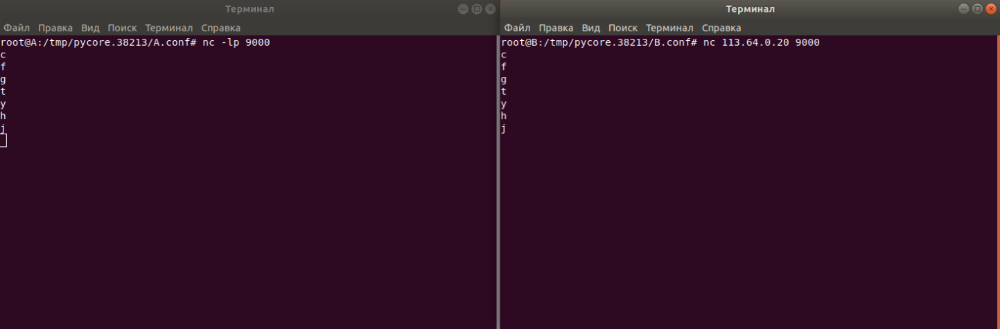 Терминал
Файл Правка Вид Поиск Терминал Справка
root@A:/tmp/pycore.38213/A.conf# nc -lp 9000
c
f
g
t
y
h
j
Терминал
Файл Правка Вид Поиск Терминал Справка
root@B:/tmp/pycore.38213/B.conf# nc 113.64.0.20 9000
c
f
g
t
y
h
j